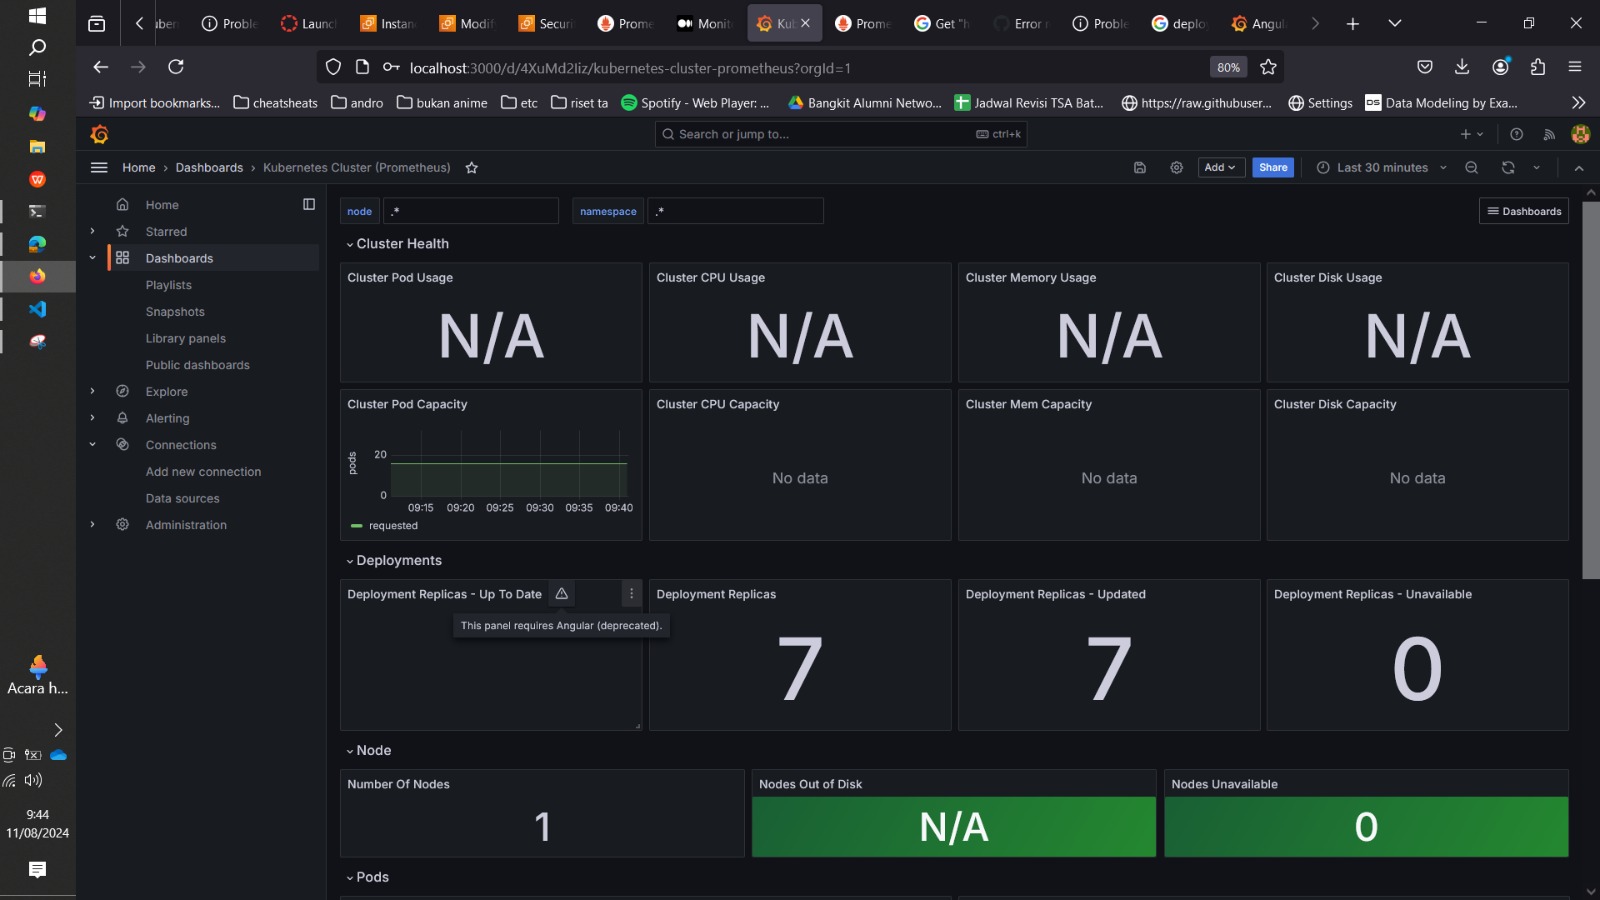 uberr
Proble
Launc
Instan
Modif
Securi
Prome
Monit
Kub
Prome
Get "h
Error r
Proble
deplo
Angul
localhost:3000/d/4XuMd2Iiz/kubernetes-cluster-prometheus?orgId=1
80%
Import bookmarks...
cheatsheats
andro
bukan anime
etc
riset ta
Spotify - Web Player: ...
Bangkit Alumni Netwo...
Jadwal Revisi TSA Bat...
https://raw.githubuser...
Settings
DS
Data Modeling by Exa...
Search or jump to...
ctrl+k
Home
Dashboards
Kubernetes Cluster (Prometheus)
Add
Share
Last 30 minutes
Home
Starred
Dashboards
Playlists
Snapshots
Library panels
Public dashboards
Explore
Alerting
Connections
Add new connection
Data sources
Administration
node
.*
namespace
.*
Dashboards
Cluster Health
Cluster Pod Usage
N/A
Cluster CPU Usage
N/A
Cluster Memory Usage
N/A
Cluster Disk Usage
N/A
Cluster Pod Capacity
pods
20
0
09:15 09:20 09:25 09:30 09:35 09:40
requested
Cluster CPU Capacity
No data
Cluster Mem Capacity
No data
Cluster Disk Capacity
No data
Deployments
Deployment Replicas - Up To Date
This panel requires Angular (deprecated).
Deployment Replicas
7
Deployment Replicas - Updated
7
Deployment Replicas - Unavailable
0
Node
Number Of Nodes
1
Nodes Out of Disk
N/A
Nodes Unavailable
0
Pods
Acara h...
9:44
11/08/2024